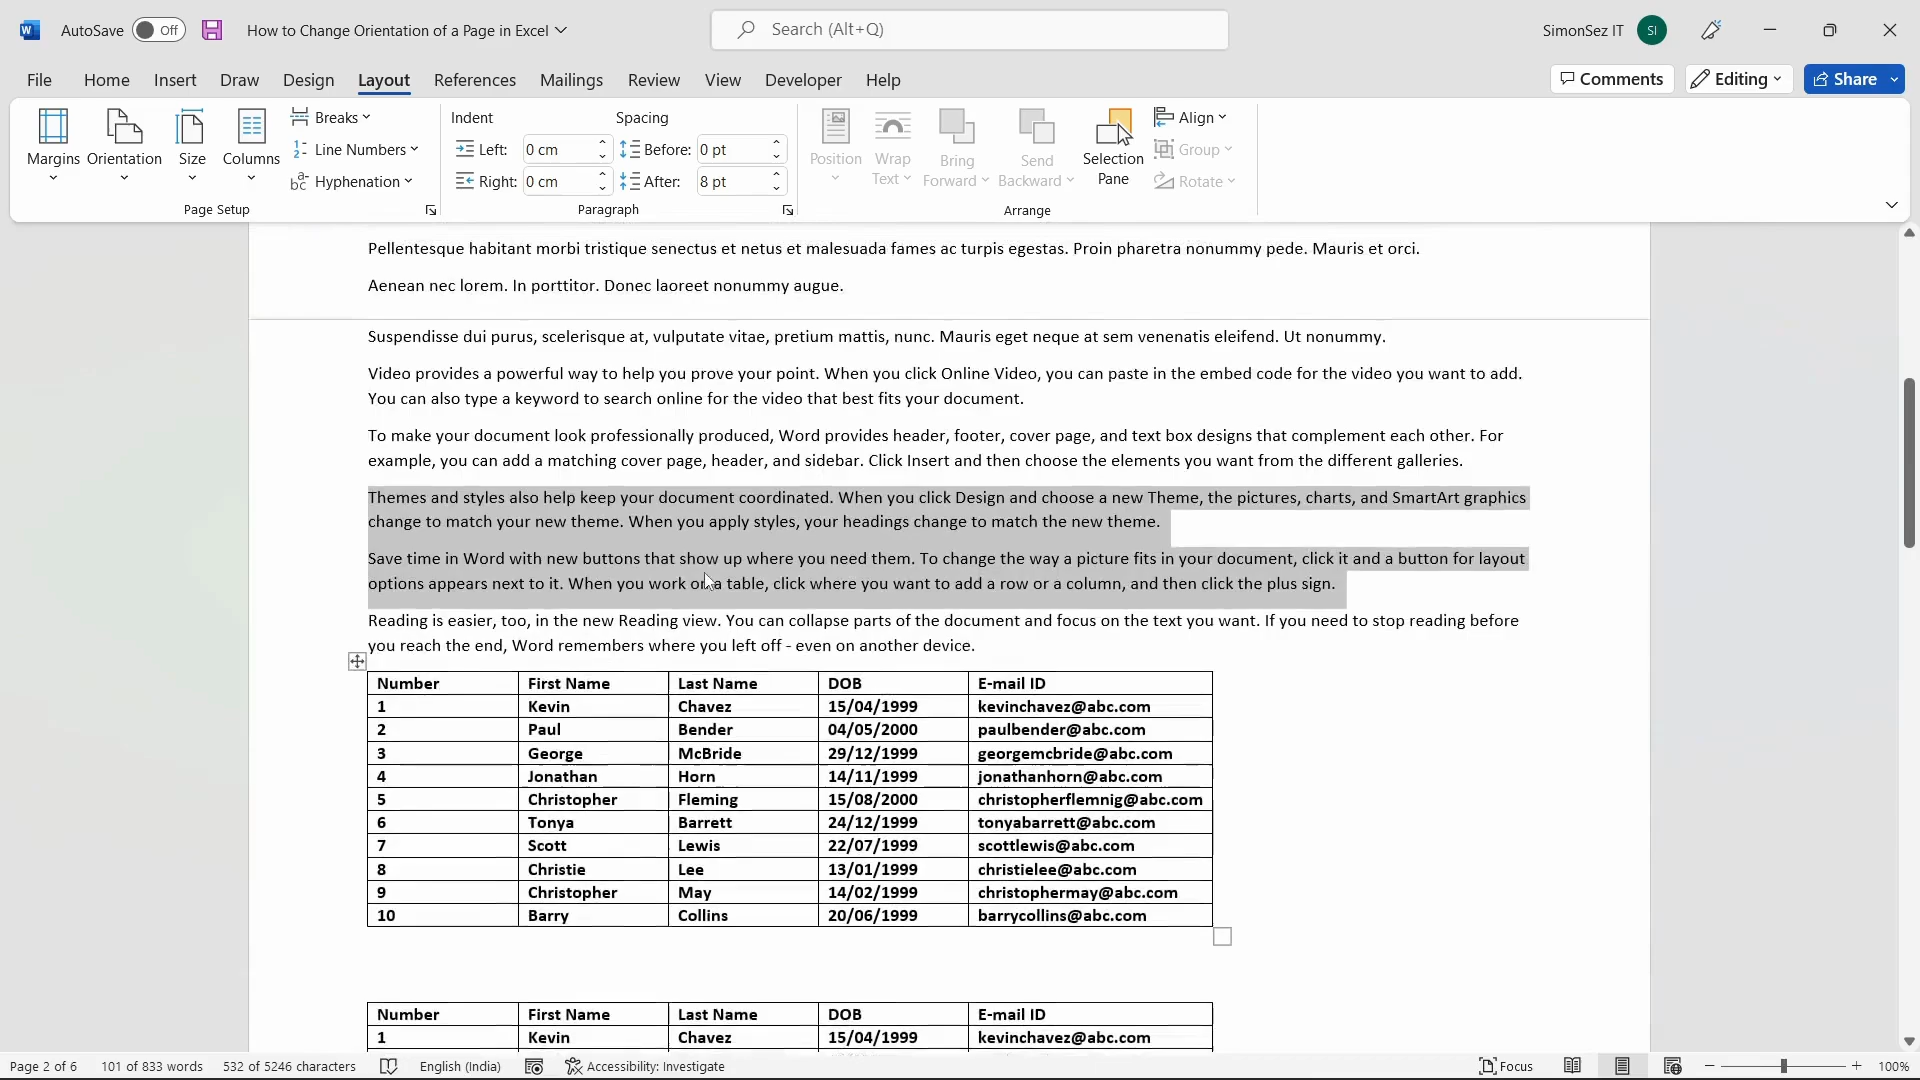 AutoSave Off How to Change Orientation of a Page in Excel Search (Alt+Q) SimonSez IT SI
File Home Insert Draw Design Layout References Mailings Review View Developer Help Comments Editing Share
Margins Orientation Size Columns
Breaks
Line Numbers
Hyphenation
Page Setup
Indent Spacing
Left: 0 cm Before: 0 pt
Right: 0 cm After: 8 pt
Paragraph
Position
Wrap
Text
Bring
Forward
Send
Backward
Selection
Pane
Align
Group
Rotate
Arrange
Pellentesque habitant morbi tristique senectus et netus et malesuada fames ac turpis egestas. Proin pharetra nonummy pede. Mauris et orci.
Aenean nec lorem. In porttitor. Donec laoreet nonummy augue.
Suspendisse dui purus, scelerisque at, vulputate vitae, pretium mattis, nunc. Mauris eget neque at sem venenatis eleifend. Ut nonummy.
Video provides a powerful way to help you prove your point. When you click Online Video, you can paste in the embed code for the video you want to add.
You can also type a keyword to search online for the video that best fits your document.
To make your document look professionally produced, Word provides header, footer, cover page, and text box designs that complement each other. For
example, you can add a matching cover page, header, and sidebar. Click Insert and then choose the elements you want from the different galleries.
Themes and styles also help keep your document coordinated. When you click Design and choose a new Theme, the pictures, charts, and SmartArt graphics
change to match your new theme. When you apply styles, your headings change to match the new theme.
Save time in Word with new buttons that show up where you need them. To change the way a picture fits in your document, click it and a button for layout
options appears next to it. When you work on a table, click where you want to add a row or a column, and then click the plus sign.
Reading is easier, too, in the new Reading view. You can collapse parts of the document and focus on the text you want. If you need to stop reading before
you reach the end, Word remembers where you left off - even on another device.
Number First Name Last Name DOB E-mail ID
1 Kevin Chavez 15/04/1999 kevinchavez@abc.com
2 Paul Bender 04/05/2000 paulbender@abc.com
3 George McBride 29/12/1999 georgemcbride@abc.com
4 Jonathan Horn 14/11/1999 jonathanhorn@abc.com
5 Christopher Fleming 15/08/2000 christopherflemnig@abc.com
6 Tonya Barrett 24/12/1999 tonyabarrett@abc.com
7 Scott Lewis 22/07/1999 scottlewis@abc.com
8 Christie Lee 13/01/1999 christielee@abc.com
9 Christopher May 14/02/1999 christophermay@abc.com
10 Barry Collins 20/06/1999 barrycollins@abc.com
Number First Name Last Name DOB E-mail ID
1 Kevin Chavez 15/04/1999 kevinchavez@abc.com
Page 2 of 6 101 of 833 words 532 of 5246 characters English (India) Accessibility: Investigate Focus 100%